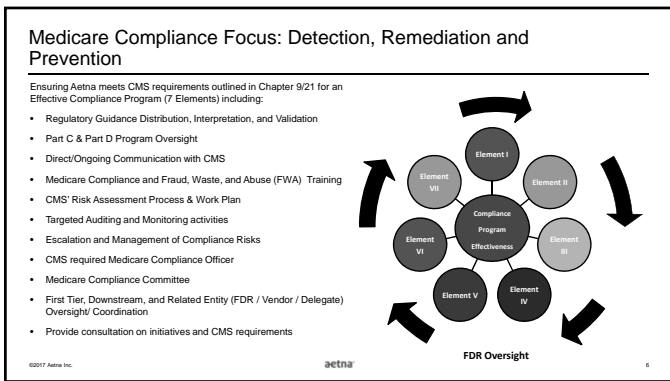 Medicare Compliance Focus: Detection, Remediation and
Prevention
Ensuring Aetna meets CMS requirements outlined in Chapter 9/21 for an
Effective Compliance Program (7 Elements) including:
• Regulatory Guidance Distribution, Interpretation, and Validation
• Part C & Part D Program Oversight
• Direct/Ongoing Communication with CMS
• Medicare Compliance and Fraud, Waste, and Abuse (FWA) Training
• CMS' Risk Assessment Process & Work Plan
• Targeted Auditing and Monitoring activities
• Escalation and Management of Compliance Risks
• CMS required Medicare Compliance Officer
• Medicare Compliance Committee
• First Tier, Downstream, and Related Entity (FDR / Vendor / Delegate)
Oversight/ Coordination
• Provide consultation on initiatives and CMS requirements
Element I
Element II
Element
III
Element
IV
Element V
Element
VI
Element
VII
Compliance
Program
Effectiveness
FDR Oversight
©2017 Aetna Inc.
aetna
6